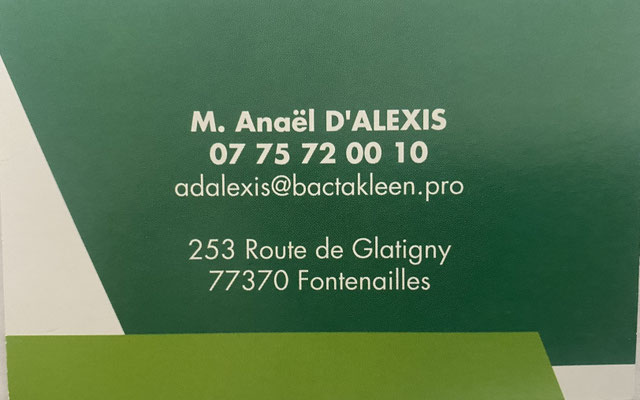 M. Anaël D'ALEXIS
07 75 72 00 10
adalexis@bactakleen.pro
253 Route de Glatigny
77370 Fontenailles